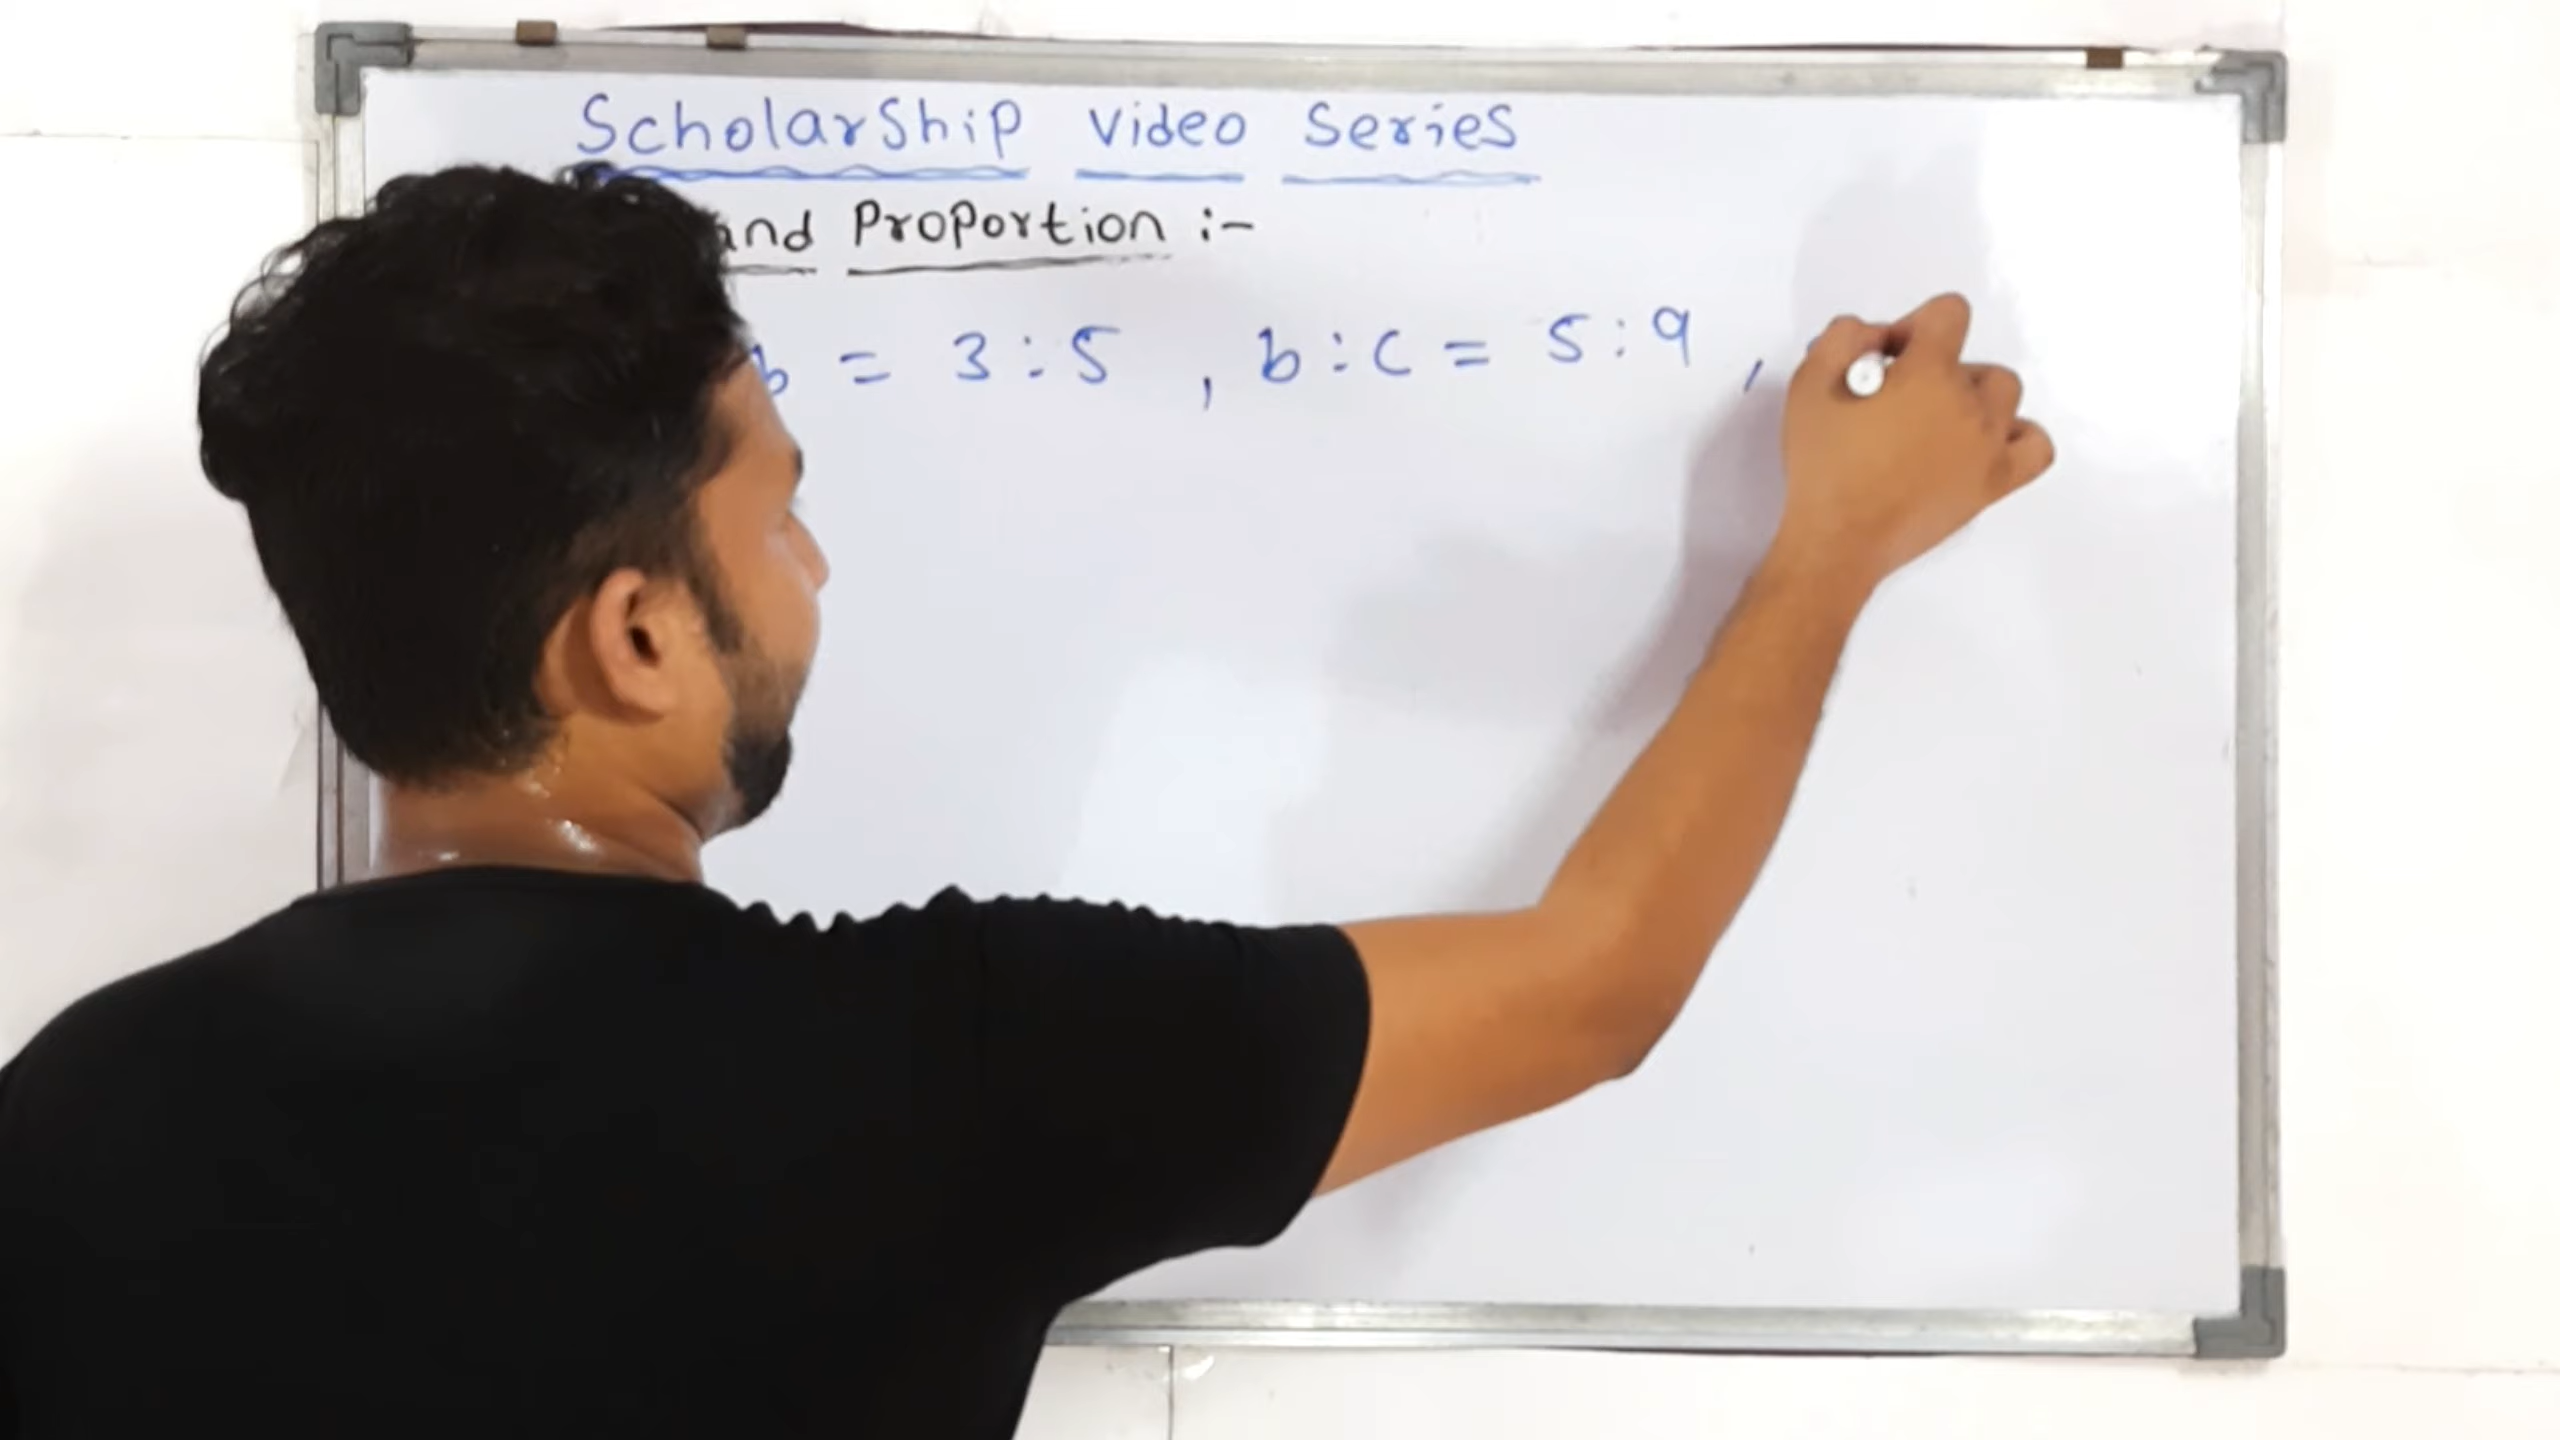 Scholarship Video Series
and Proportion :-
b = 3:5 , b:c = 5:9 ,